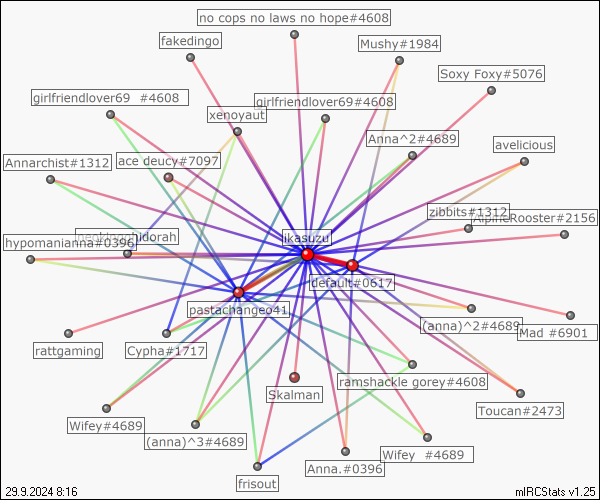 no cops no laws no hope#4608
fakedingo
Mushy#1984
Soxy Foxy#5076
girlfriendlover69 #4608
girlfriendlover69#4608
xenoyaut
Anna^2#4689
avelicious
Annarchist#1312
ace deucy#7097
zibbits#1312
AlpineRooster#2156
hypomanianna#0396
ikasuzu
default#0617
pastachangeo41
(anna)^2#4689
Mad #6901
rattgaming
Cypha#1717
ramshackle gorey#4608
Skalman
Toucan#2473
Wifey#4689
(anna)^3#4689
Wifey #4689
Anna.#0396
frisout
29.9.2024 8:16
mIRCStats v1.25